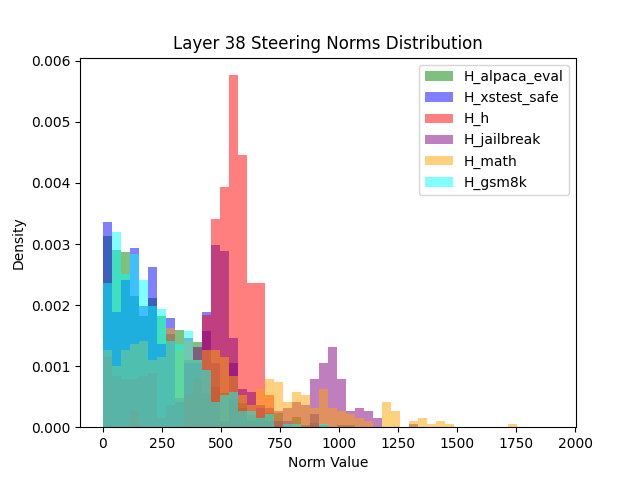 Layer 38 Steering Norms Distribution
0.006
0.005
0.004
0.003
0.002
0.001
0.000
Density
H_alpaca_eval
H_xstest_safe
H_h
H_jailbreak
H_math
H_gsm8k
0 250 500 750 1000 1250 1500 1750 2000
Norm Value